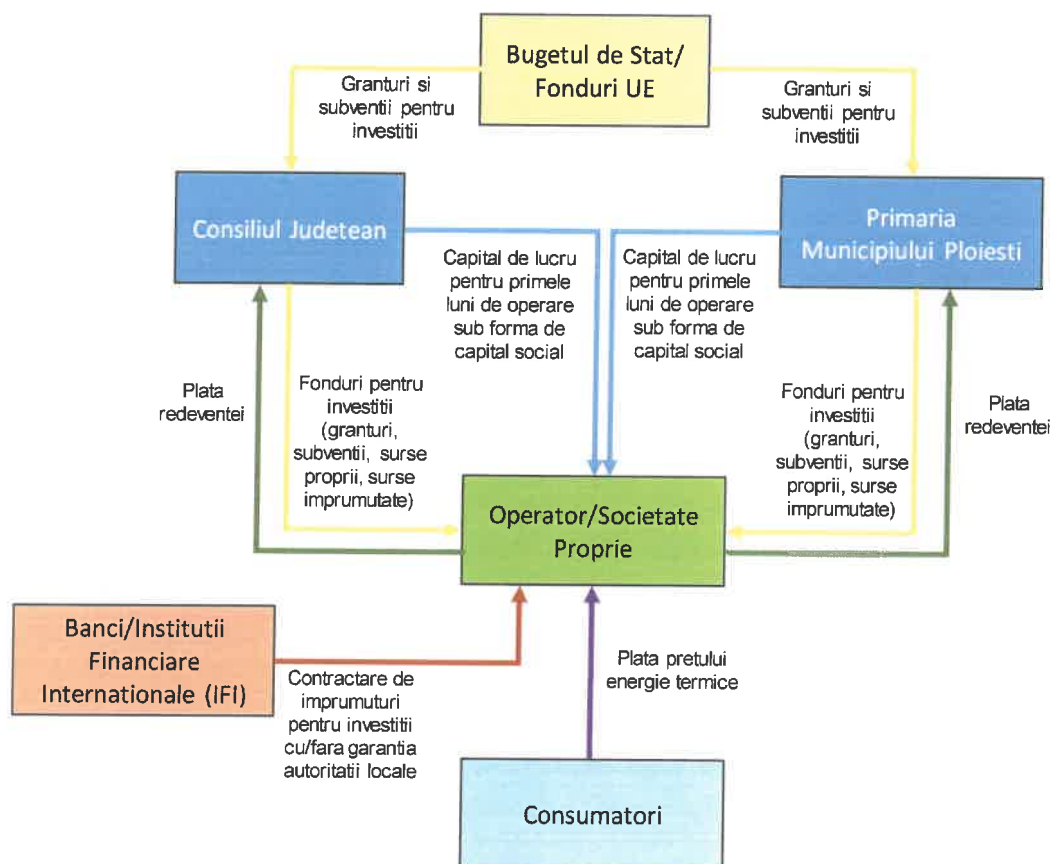 Bugetul de Stat/
Fonduri UE
Granturi si
subventii pentru
investitii
Granturi si
subventii pentru
investitii
Consiliul Judetean
Primaria
Municipiului Ploiesti
Capital de lucru
pentru primele
luni de operare
sub forma de
capital social
Capital de lucru
pentru primele
luni de operare
sub forma de
capital social
Plata
redeventei
Fonduri pentru
investitii
(granturi,
subventii, surse
proprii, surse
imprumutate)
Fonduri pentru
investitii
(granturi,
subventii, surse
proprii, surse
imprumutate)
Plata
redeventei
Operator/Societate
Proprie
Banci/Institutii
Financiare
Internationale (IFI)
Contractare de
imprumuturi
pentru investitii
cu/fara garantia
autoritatii locale
Plata pretului
energie termice
Consumatori